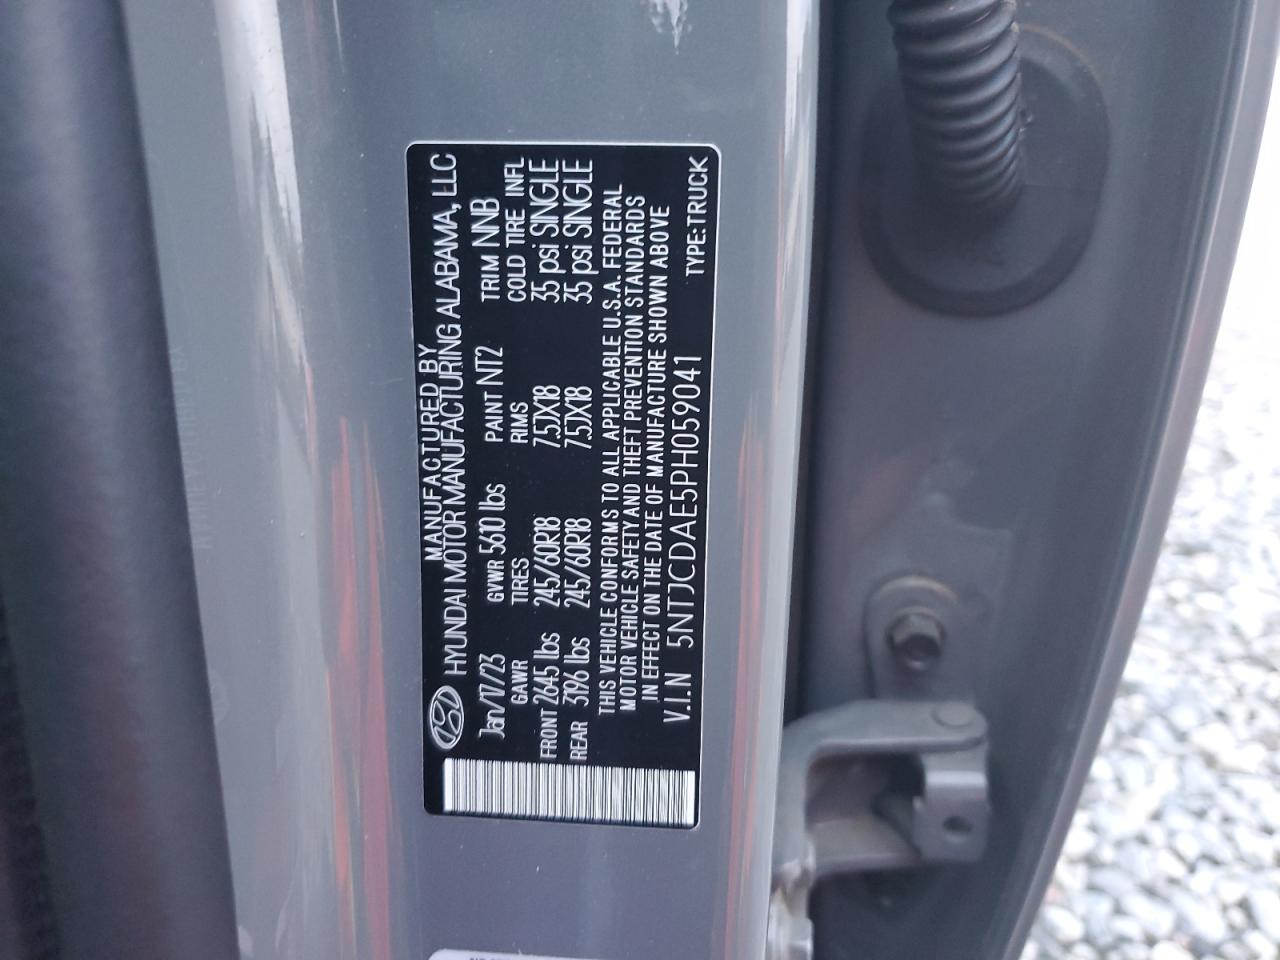 MANUFACTURED BY
HYUNDAI MOTOR MANUFACTURING ALABAMA, LLC
Jan/17/23 GVWR 5610 lbs PAINT NT2 TRIM NNB
GAWR TIRES RIMS COLD TIRE INFL
FRONT 2645 lbs 245/60R18 7.5JX18 35 psi SINGLE
REAR 3196 lbs 245/60R18 7.5JX18 35 psi SINGLE
THIS VEHICLE CONFORMS TO ALL APPLICABLE U.S.A. FEDERAL
MOTOR VEHICLE SAFETY AND THEFT PREVENTION STANDARDS
IN EFFECT ON THE DATE OF MANUFACTURE SHOWN ABOVE
V.I.N 5NTJCDAE5PH059041 TYPE:TRUCK